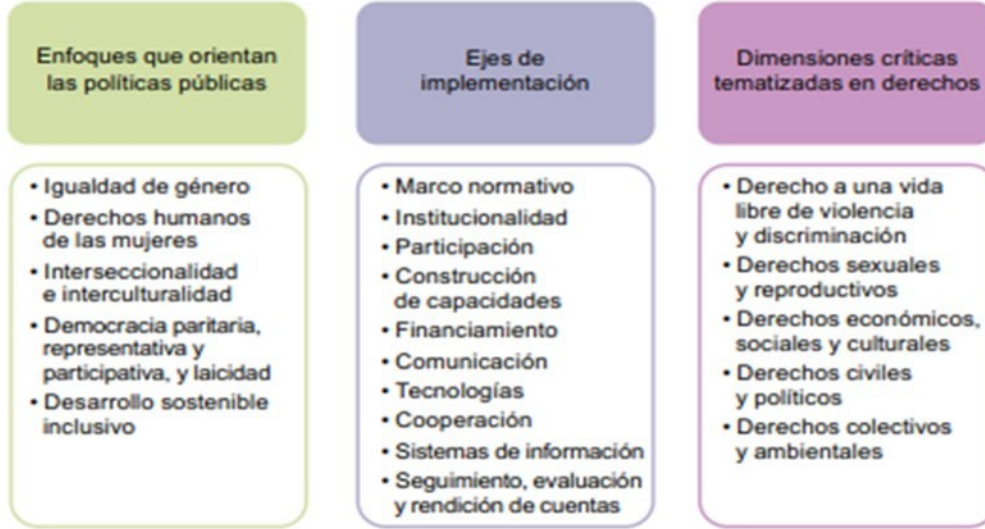 Enfoques que orientan
las políticas públicas
• Igualdad de género
• Derechos humanos
de las mujeres
• Interseccionalidad
e interculturalidad
• Democracia paritaria,
representativa y
participativa, y laicidad
• Desarrollo sostenible
inclusivo
Ejes de
implementación
• Marco normativo
• Institucionalidad
• Participación
• Construcción
de capacidades
• Financiamiento
• Comunicación
• Tecnologías
• Cooperación
• Sistemas de información
• Seguimiento, evaluación
y rendición de cuentas
Dimensiones críticas
tematizadas en derechos
• Derecho a una vida
libre de violencia
y discriminación
• Derechos sexuales
y reproductivos
• Derechos económicos,
sociales y culturales
• Derechos civiles
y políticos
• Derechos colectivos
y ambientales